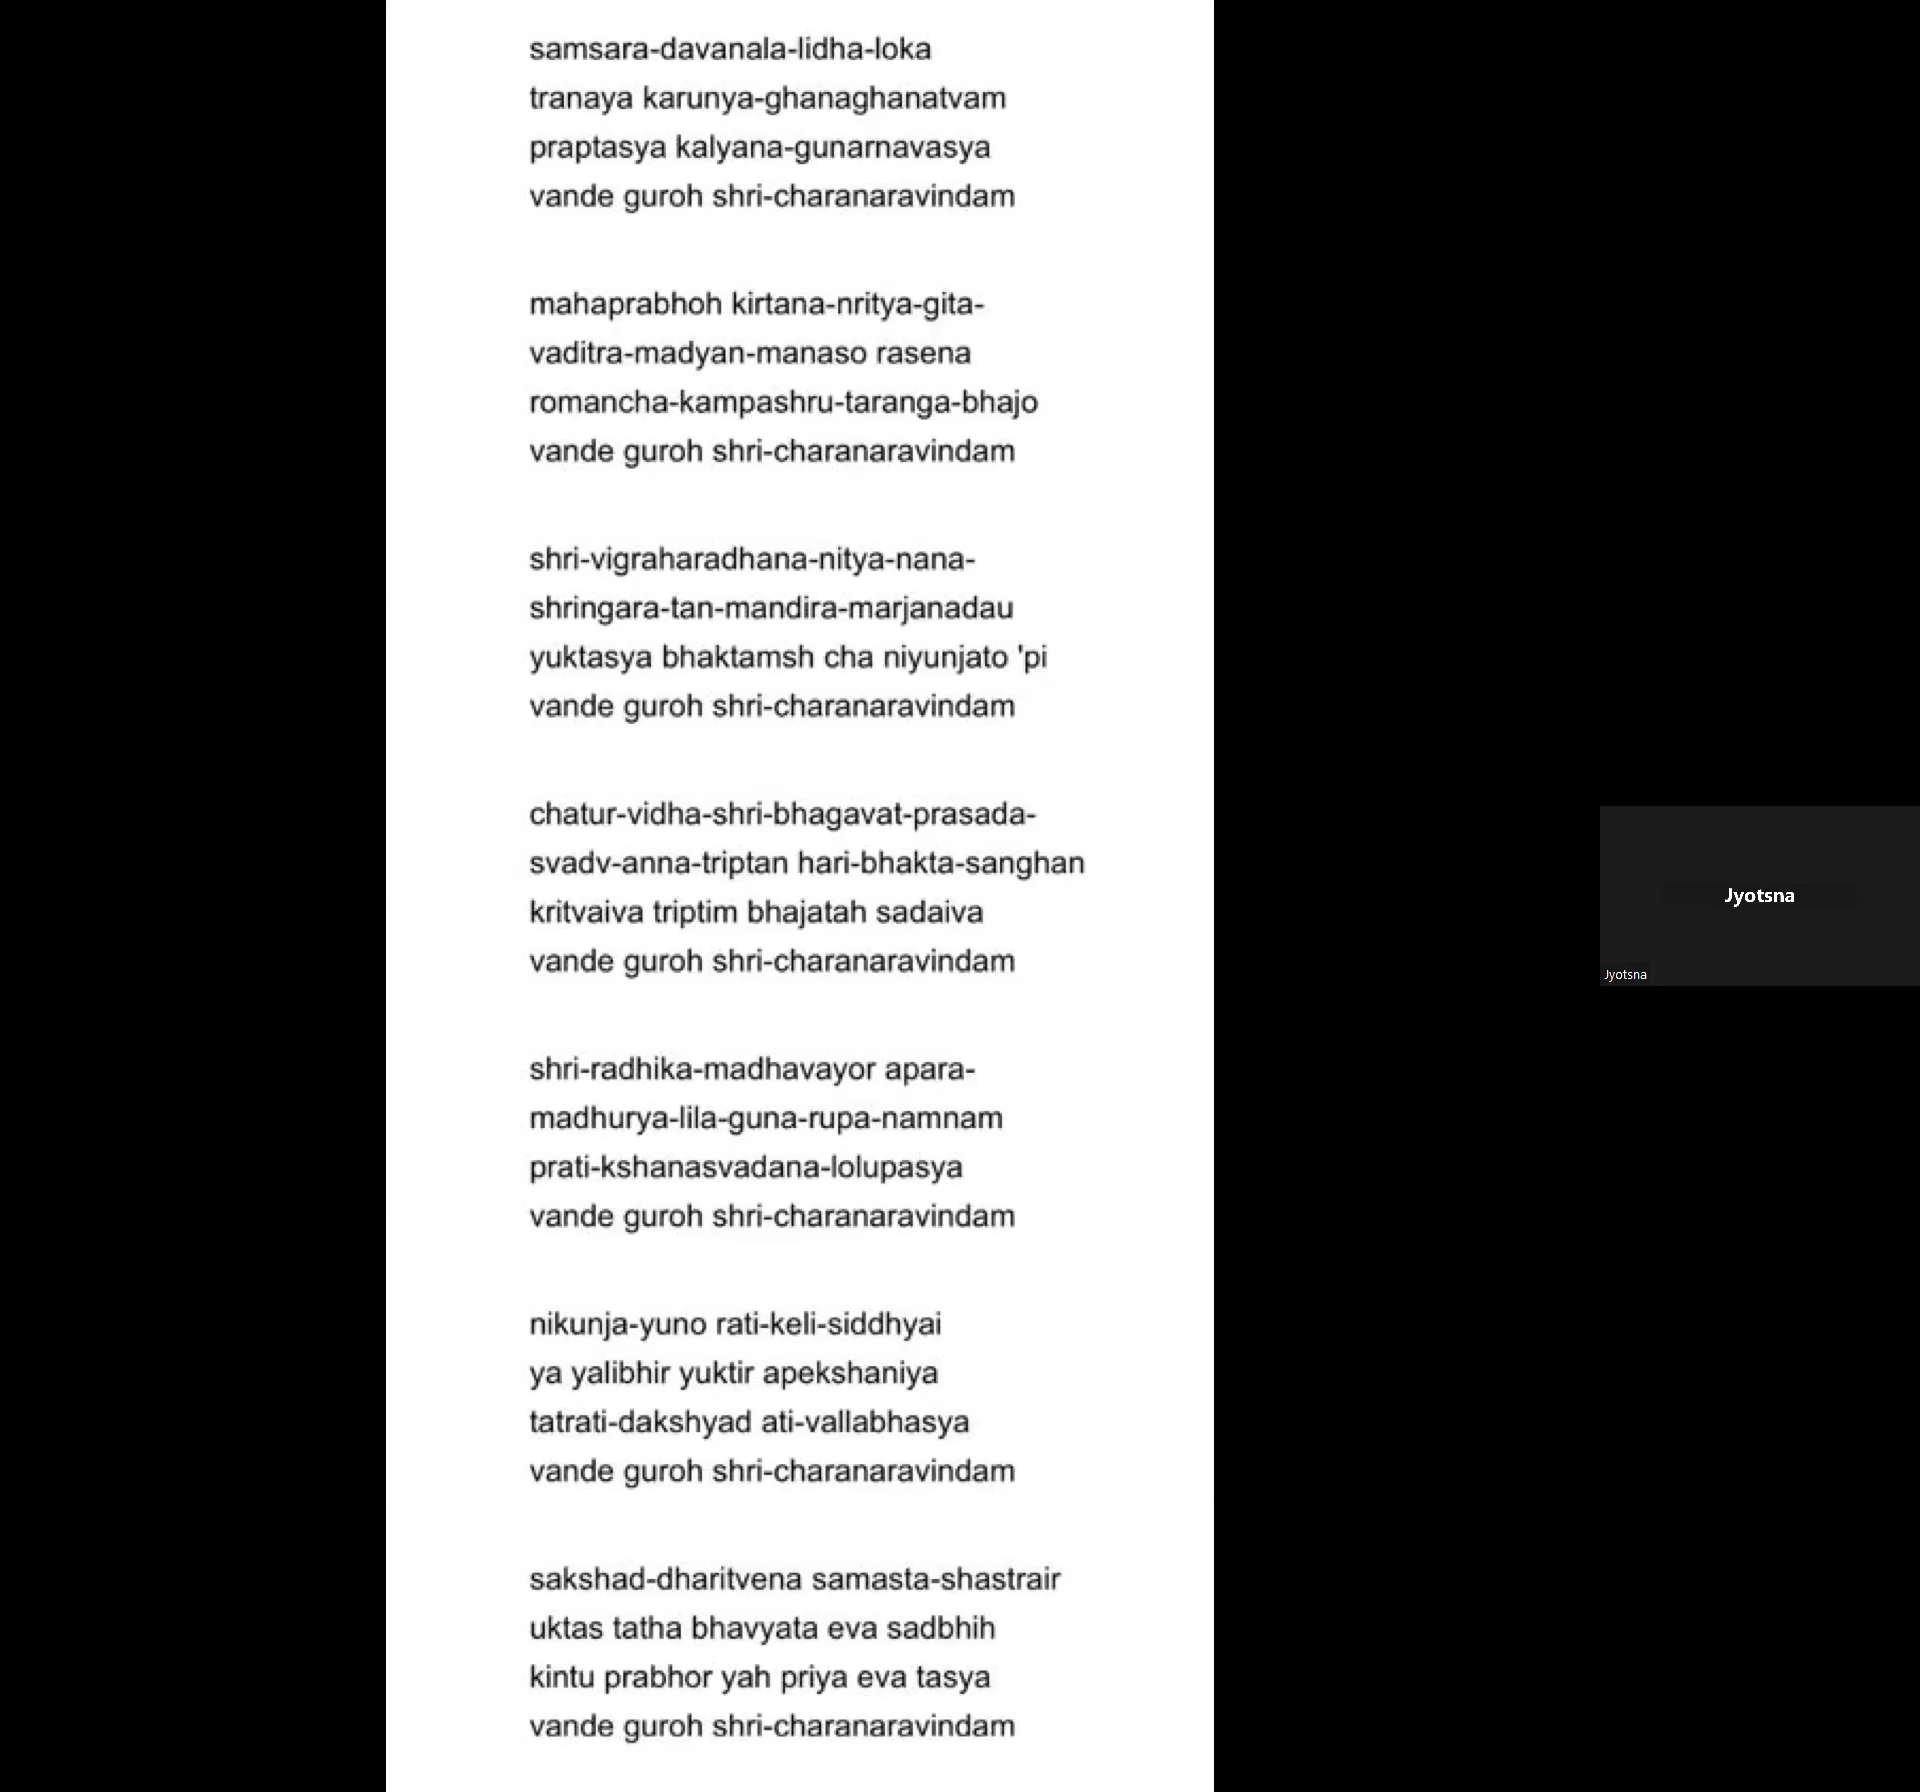 samsara-davanala-lidha-loka
tranaya karunya-ghanaghanatvam
praptasya kalyana-gunarnavasya
vande guroh shri-charanaravindam
mahaprabhoh kirtana-nritya-gita-
vaditra-madyan-manaso rasena
romancha-kampashru-taranga-bhajo
vande guroh shri-charanaravindam
shri-vigraharadhana-nitya-nana-
shringara-tan-mandira-marjanadau
yuktasya bhaktamsh cha niyunjato 'pi
vande guroh shri-charanaravindam
chatur-vidha-shri-bhagavat-prasada-
svadv-anna-triptan hari-bhakta-sanghan
kritvaiva triptim bhajatah sadaiva
vande guroh shri-charanaravindam
shri-radhika-madhavayor apara-
madhurya-lila-guna-rupa-namnam
prati-kshanasvadana-lolupasya
vande guroh shri-charanaravindam
nikunja-yuno rati-keli-siddhyai
ya yalibhir yuktir apekshaniya
tatrati-dakshyad ati-vallabhasya
vande guroh shri-charanaravindam
sakshad-dharitvena samasta-shastrair
uktas tatha bhavyata eva sadbhih
kintu prabhor yah priya eva tasya
vande guroh shri-charanaravindam
Jyotsna
Jyotsna